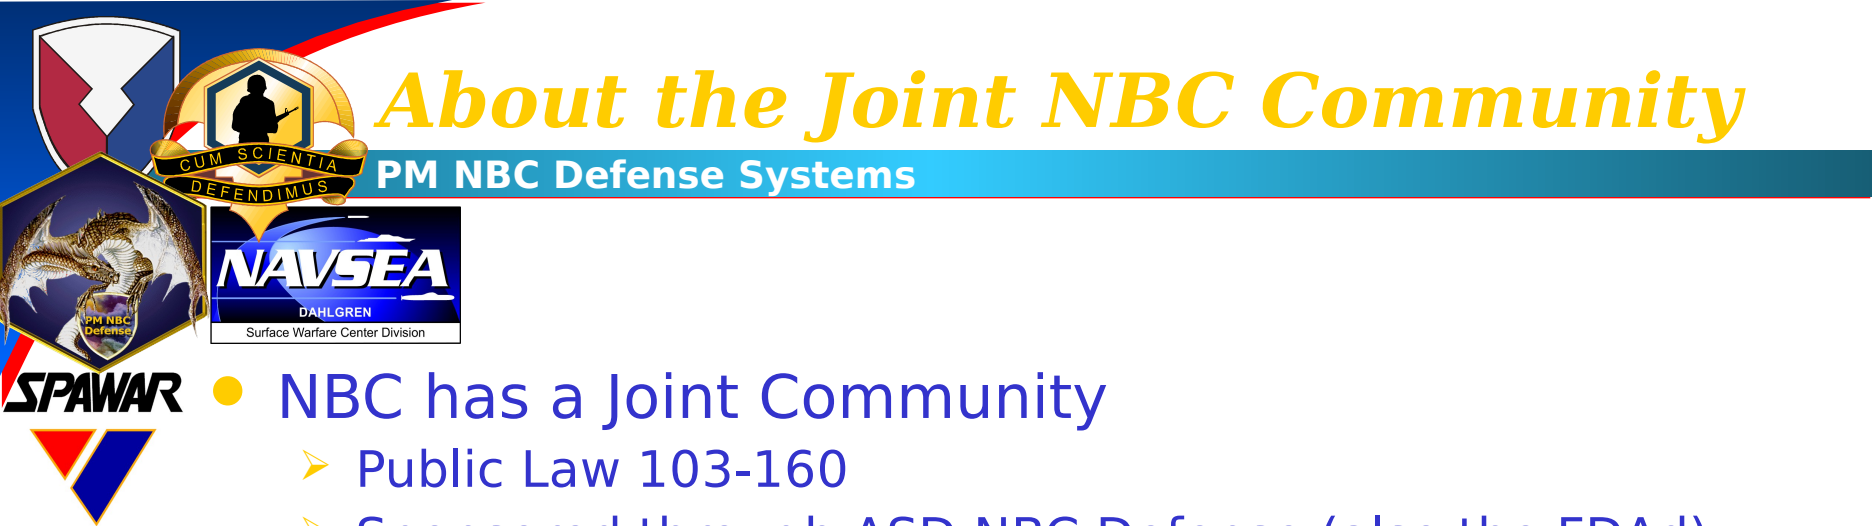 About the Joint NBC Community
PM NBC Defense Systems
CUM SCIENTIA
DEFENDIMUS
PM NBC
Defense
NAVSEA
DAHLGREN
Surface Warfare Center Division
SPAWAR
NBC has a Joint Community
Public Law 103-160